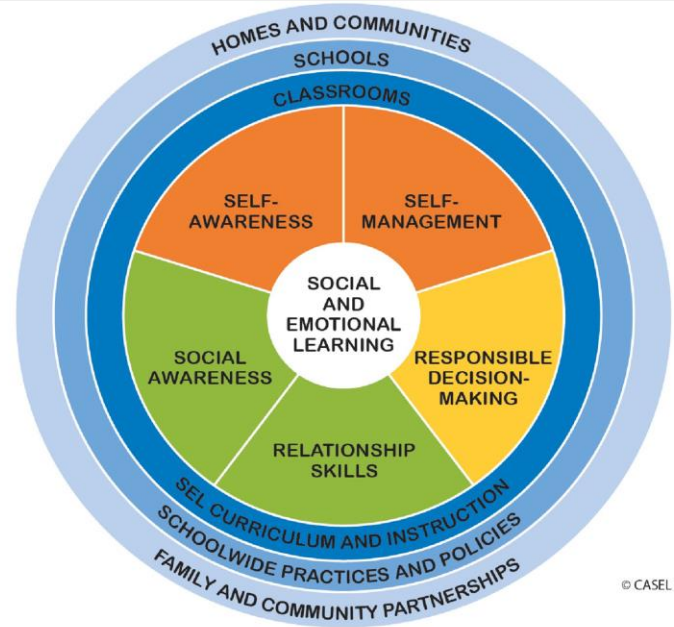 HOMES AND COMMUNITIES
SCHOOLS
CLASSROOMS
SELF-
AWARENESS
SELF-
MANAGEMENT
SOCIAL
AND
EMOTIONAL
LEARNING
SOCIAL
AWARENESS
RESPONSIBLE
DECISION-
MAKING
RELATIONSHIP
SKILLS
SEL CURRICULUM AND INSTRUCTION
SCHOOLWIDE PRACTICES AND POLICIES
FAMILY AND COMMUNITY PARTNERSHIPS
© CASEL